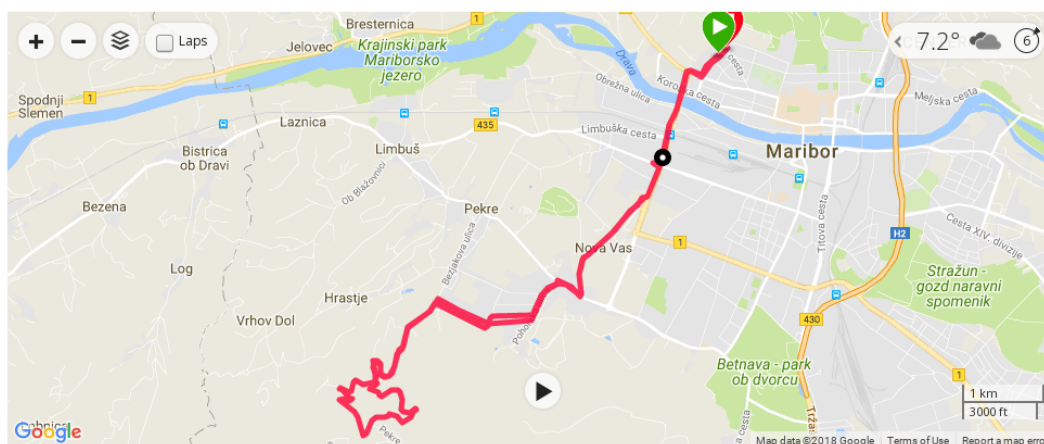 Bresternica
Jelovec
Krajinski park
Mariborsko
jezero
Laps
7.2°
6
cesta
Drava
Koroška cesta
Obrežna ulica
Meljska cesta
Spodnji
Slemen
1
Laznica
435
Limbuška cesta
Maribor
Bistrica
ob Dravi
Limbuš
Ob Blažovnici
Bezena
Pekre
Bezjakova ulica
Nova Vas
1
Titova cesta
Cesta XIV. divizije
H2
Log
Stražun -
gozd naravni
spomenik
Hrastje
Vrhov Dol
430
Betnava - park
ob dvorcu
1 km
3000 ft
Pekre
Google
Map data ©2018 Google
Terms of Use
Report a map error